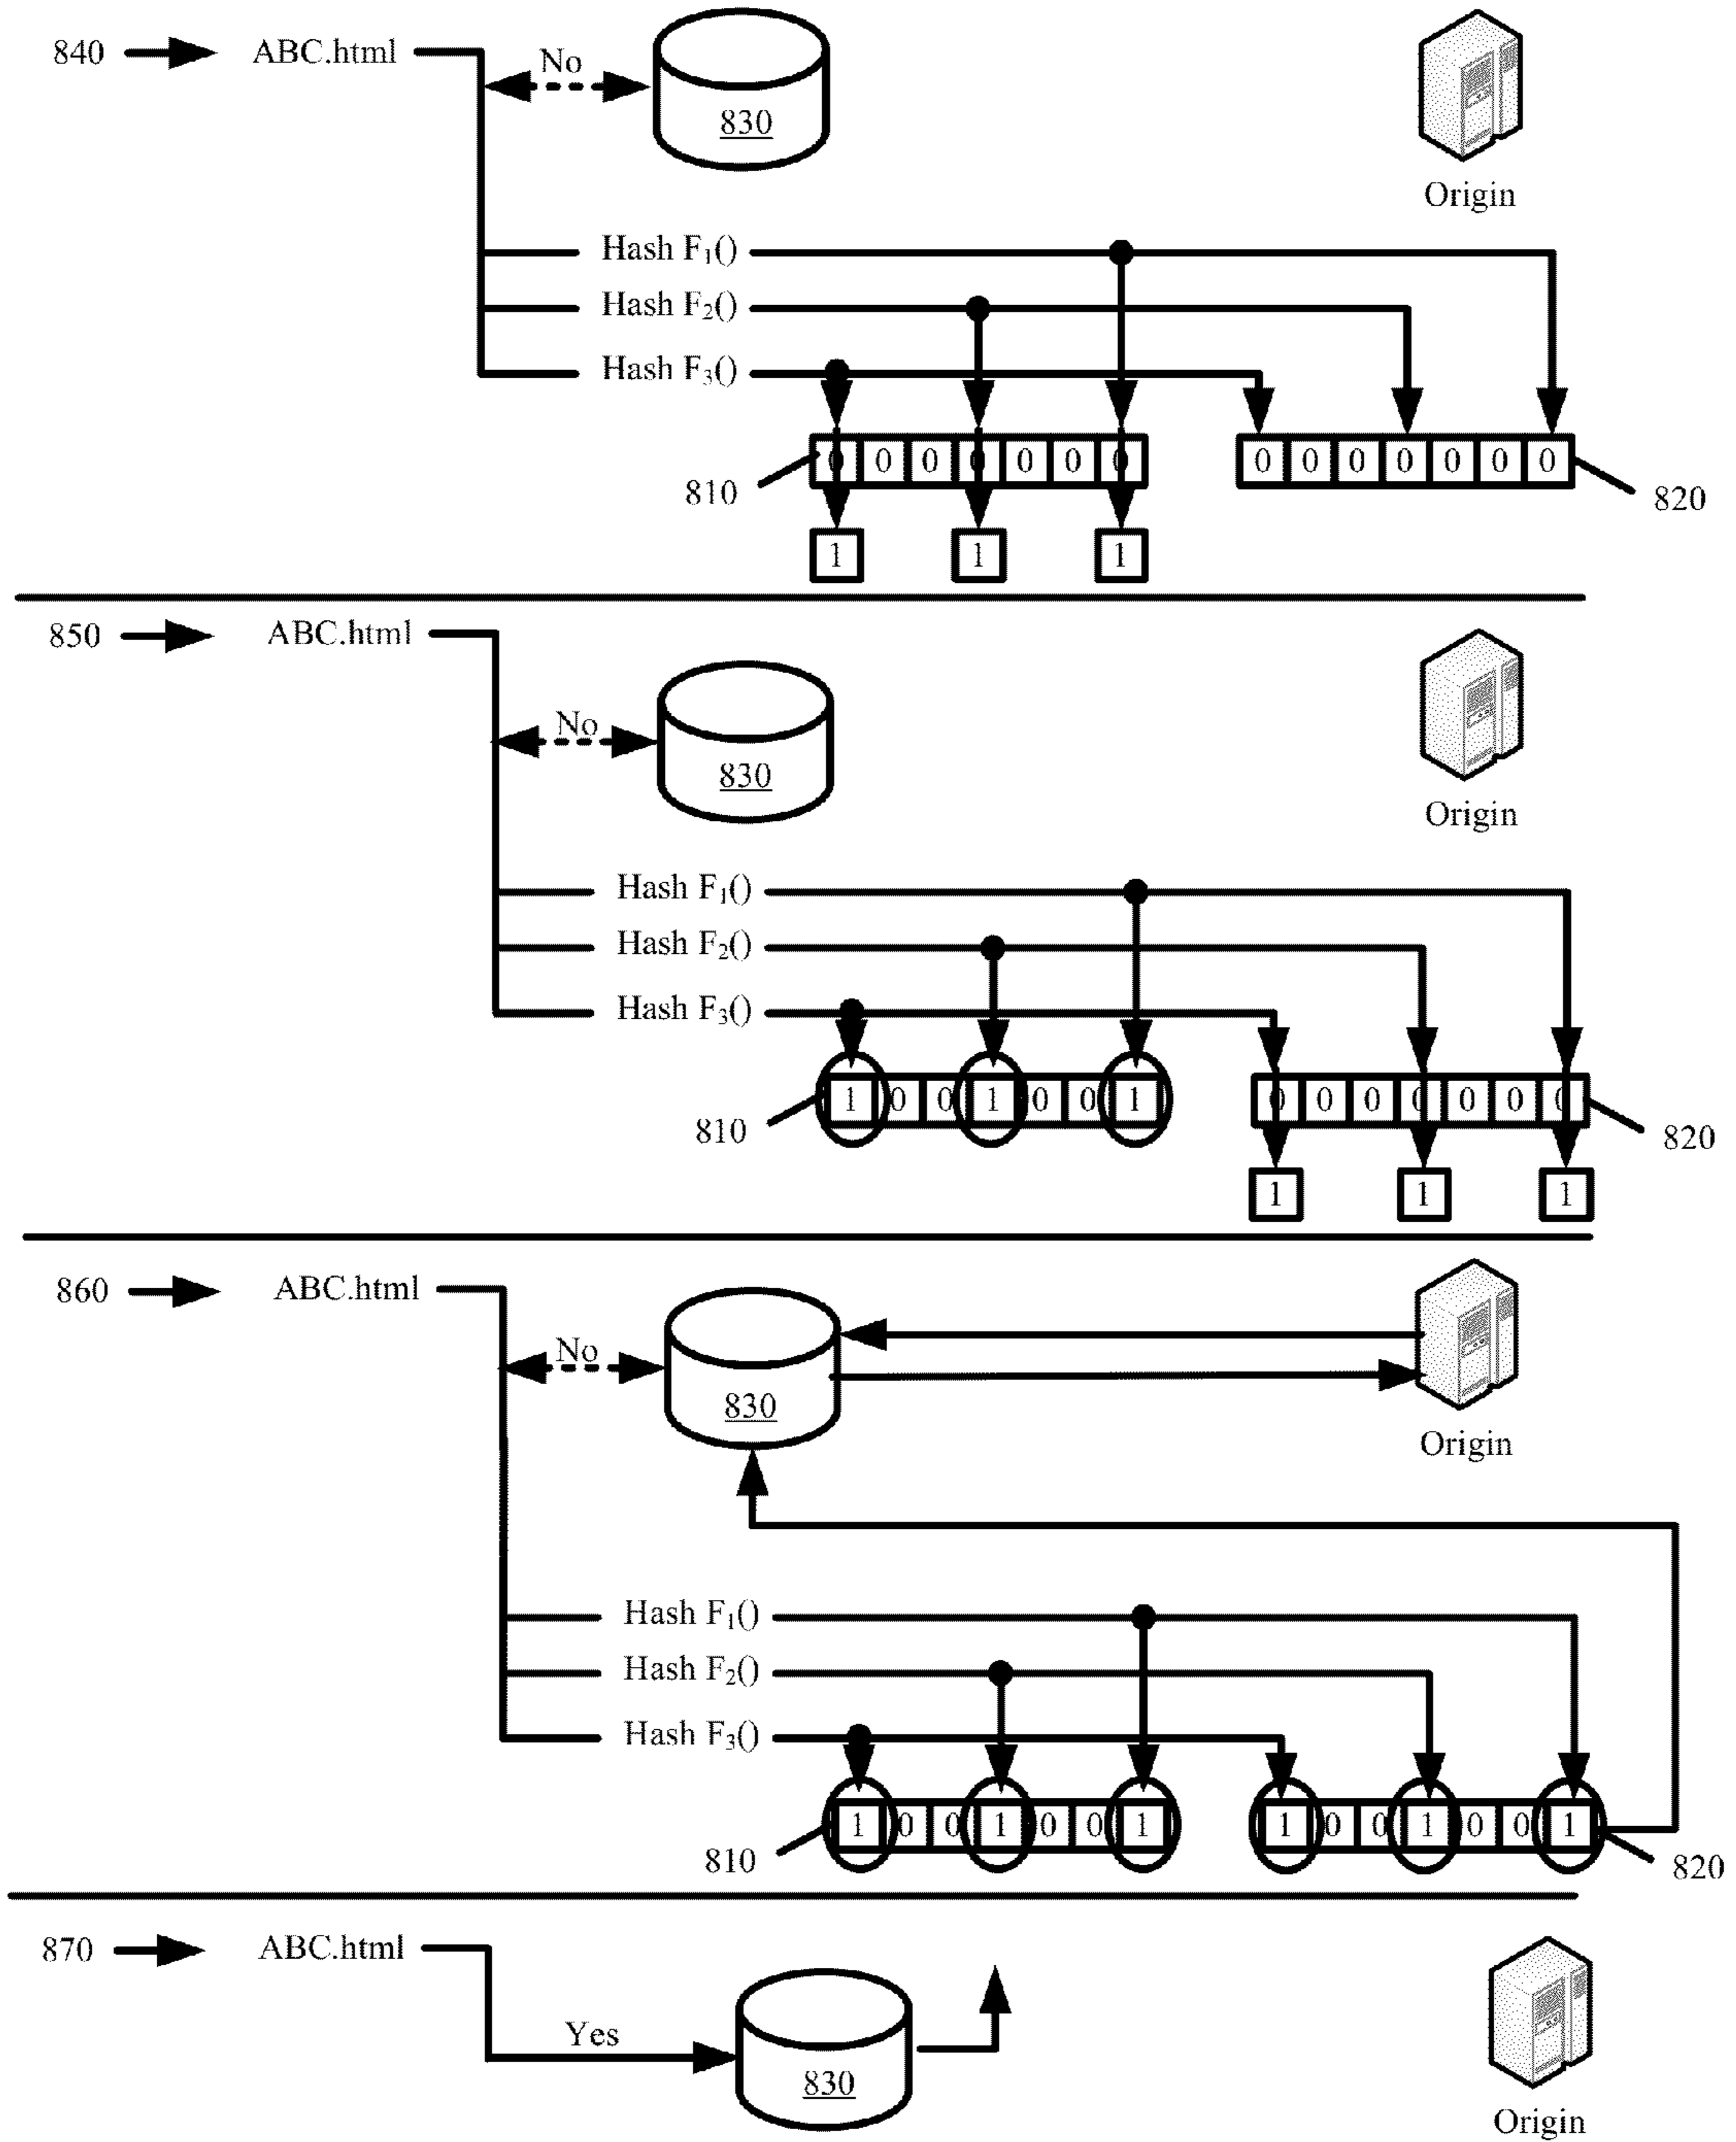 840 ABC.html No
830
Origin
Hash F₁()
Hash F₂()
Hash F₃()
0 0 0 0 0 0 0 0 0 0 0 0 0 0
810 820
1 1 1
850 ABC.html
No
830
Origin
Hash F₁()
Hash F₂()
Hash F₃()
1 0 0 1 0 0 1 0 0 0 0 0 0 0
810 820
1 1 1
860 ABC.html
No
830
Origin
Hash F₁()
Hash F₂()
Hash F₃()
1 0 0 1 0 0 1 1 0 0 1 0 0 1
810 820
870 ABC.html
Yes
830
Origin